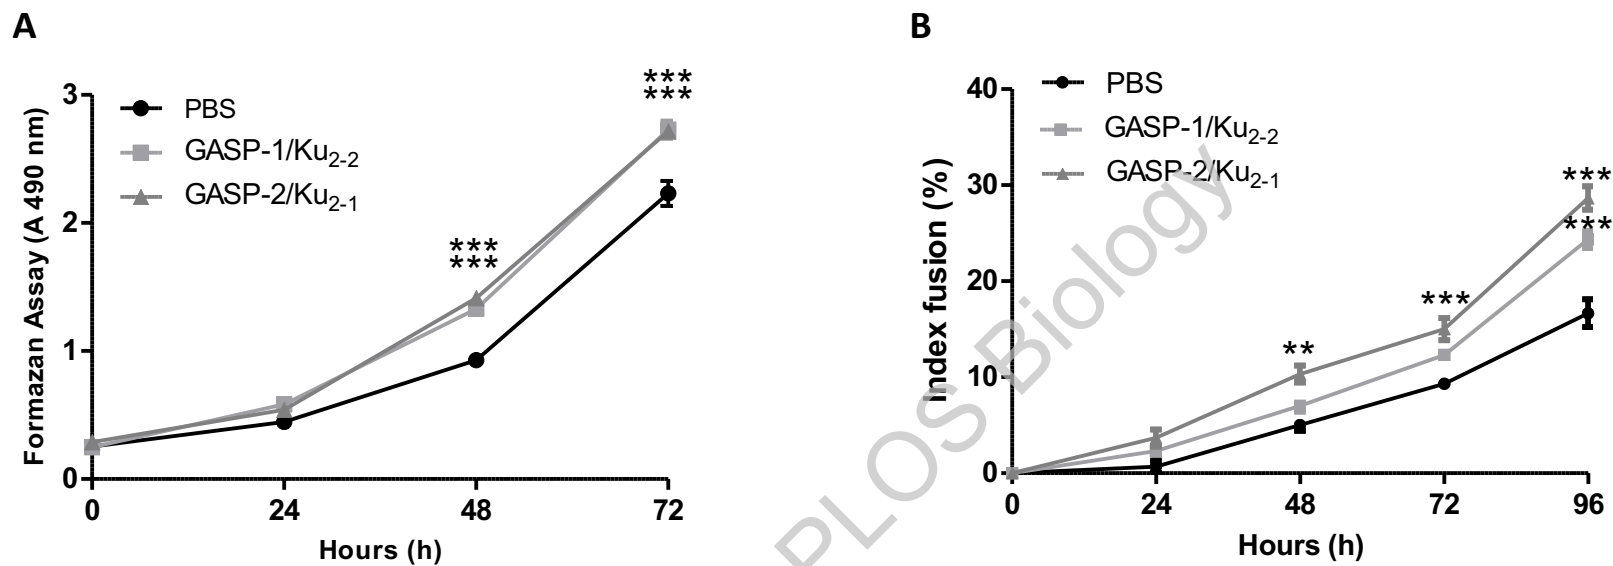 A
Formazan Assay (A 490 nm)
3
2
1
0
PBS
GASP-1/Ku2-2
GASP-2/Ku2-1
***
***
***
***
0 24 48 72
Hours (h)
B
Index fusion (%)
40
30
20
10
0
PBS
GASP-1/Ku2-2
GASP-2/Ku2-1
**
***
***
***
0 24 48 72 96
Hours (h)
PLOS Biology